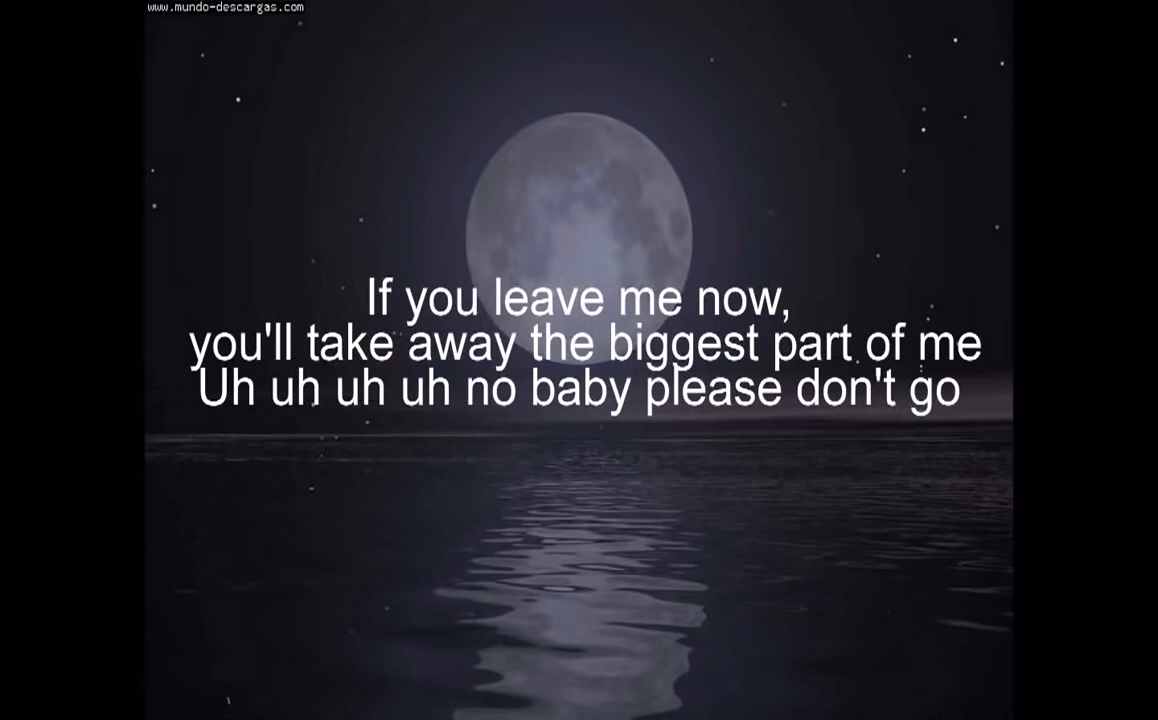 www.mundo-descargas.com
If you leave me now,
you'll take away the biggest part of me
Uh uh uh uh no baby please don't go